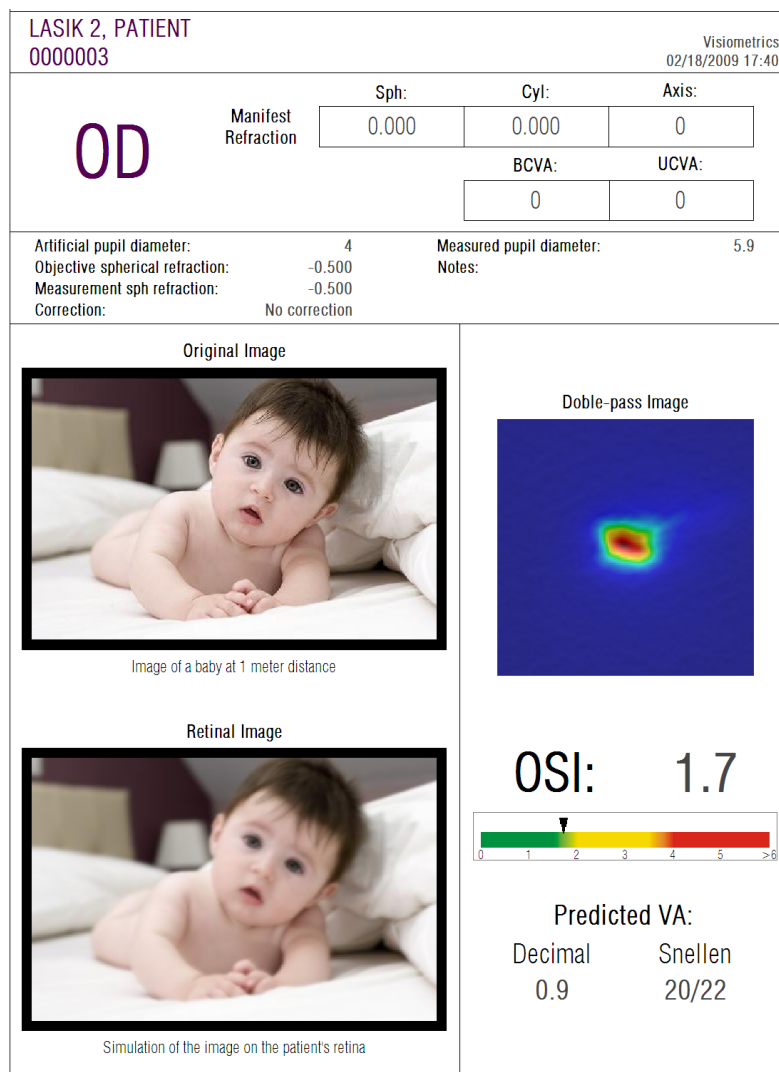 LASIK 2, PATIENT
0000003
Visiometrics
02/18/2009 17:40
OD
Manifest
Refraction
Sph: Cyl: Axis:
0.000 0.000 0
BCVA: UCVA:
0 0
Artificial pupil diameter: 4
Objective spherical refraction: -0.500
Measurement sph refraction: -0.500
Correction: No correction
Measured pupil diameter: 5.9
Notes:
Original Image
Image of a baby at 1 meter distance
Retinal Image
Simulation of the image on the patient's retina
Doble-pass Image
OSI: 1.7
0 1 2 3 4 5 >6
Predicted VA:
Decimal Snellen
0.9 20/22